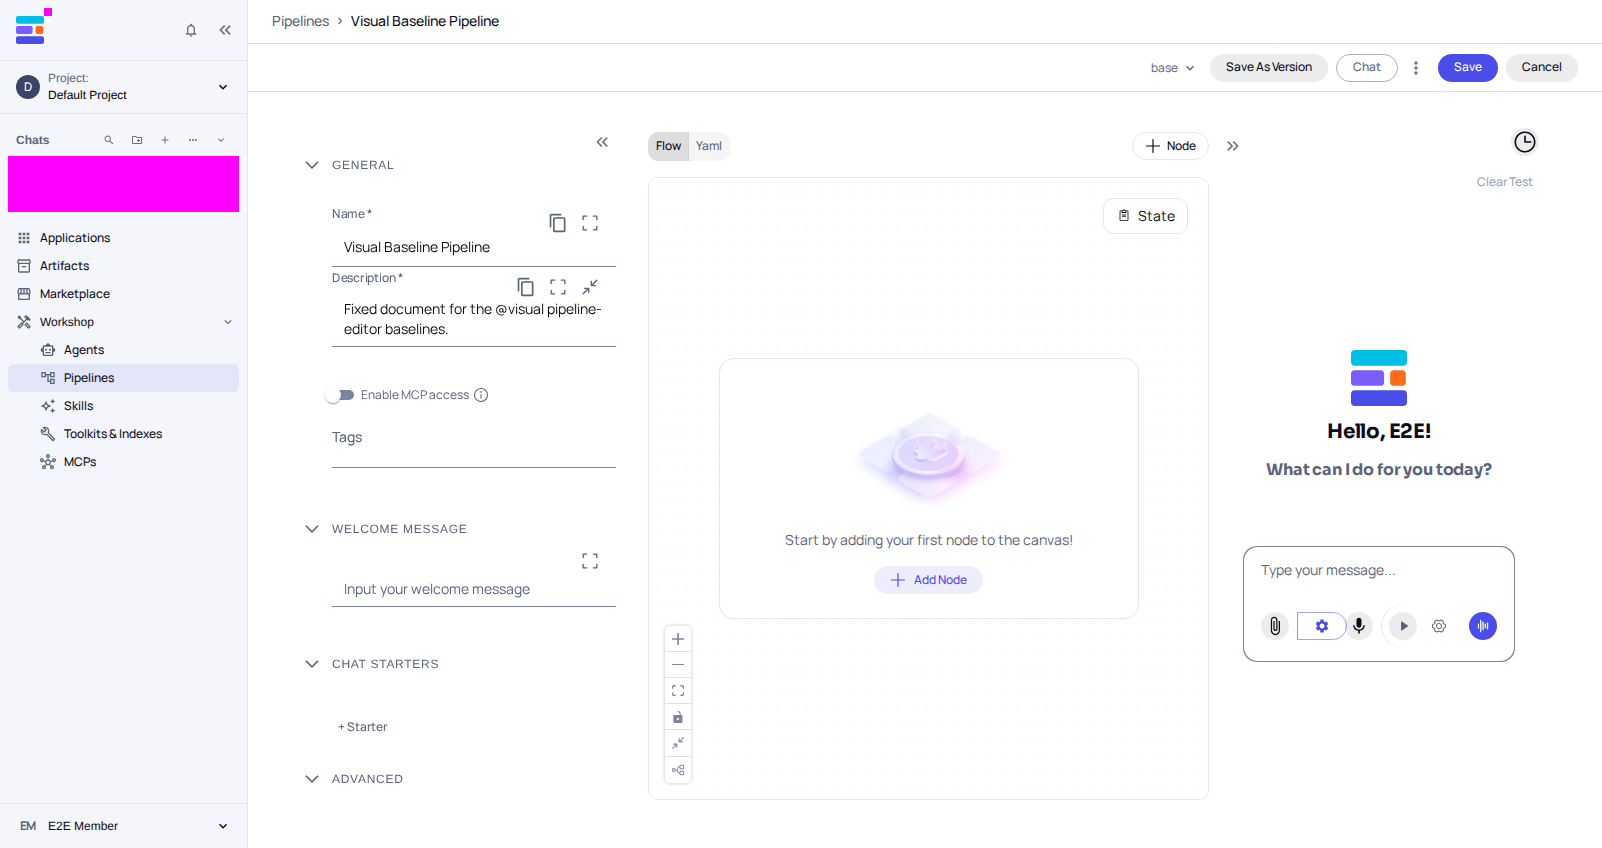 Pipelines › Visual Baseline Pipeline
base
Save As Version
Chat
Save
Cancel
D
Project:
Default Project
Chats
Applications
Artifacts
Marketplace
Workshop
Agents
Pipelines
Skills
Toolkits & Indexes
MCPs
EM
E2E Member
GENERAL
Name *
Visual Baseline Pipeline
Description *
Fixed document for the @visual pipeline-
editor baselines.
Enable MCP access
Tags
WELCOME MESSAGE
Input your welcome message
CHAT STARTERS
+ Starter
ADVANCED
Flow
Yaml
Node
State
Start by adding your first node to the canvas!
Add Node
Clear Test
Hello, E2E!
What can I do for you today?
Type your message...